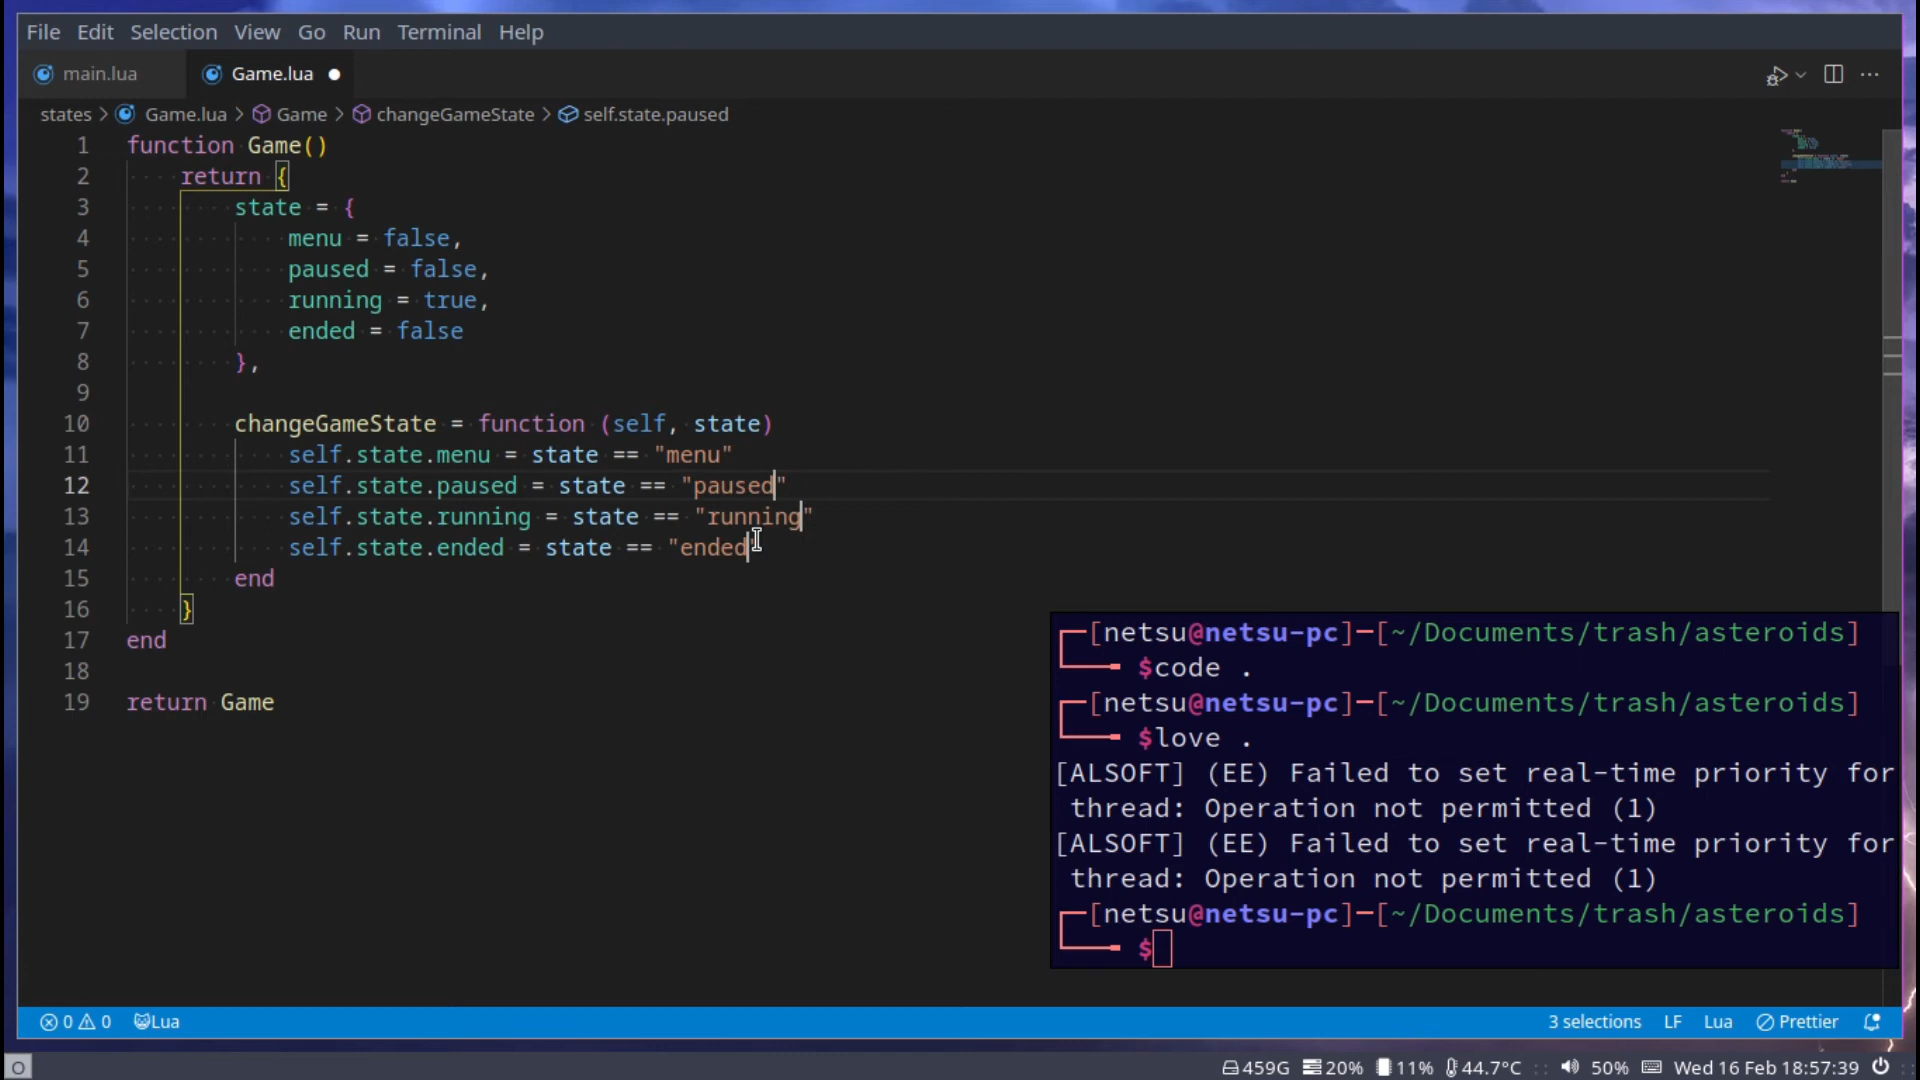 File Edit Selection View Go Run Terminal Help
main.lua Game.lua
states > Game.lua > Game > changeGameState > self.state.paused
1 function Game()
2 return {
3 state = {
4 menu = false,
5 paused = false,
6 running = true,
7 ended = false
8 },
9
10 changeGameState = function (self, state)
11 self.state.menu = state == "menu"
12 self.state.paused = state == "paused"
13 self.state.running = state == "running"
14 self.state.ended = state == "ended"
15 end
16 }
17 end
18
19 return Game
[netsu@netsu-pc]-[~/Documents/trash/asteroids]
$code .
[netsu@netsu-pc]-[~/Documents/trash/asteroids]
$love .
[ALSOFT] (EE) Failed to set real-time priority for
thread: Operation not permitted (1)
[ALSOFT] (EE) Failed to set real-time priority for
thread: Operation not permitted (1)
[netsu@netsu-pc]-[~/Documents/trash/asteroids]
$
0 0 Lua 3 selections LF Lua Prettier
459G 20% 11% 44.7°C 50% Wed 16 Feb 18:57:39